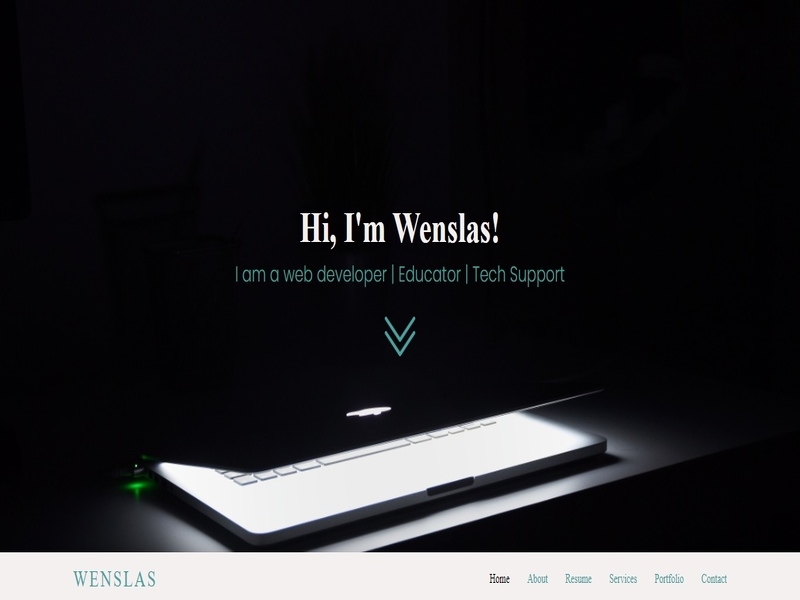 Hi, I'm Wenslas!
I am a web developer | Educator | Tech Support
WENSLAS
Home About Resume Services Portfolio Contact